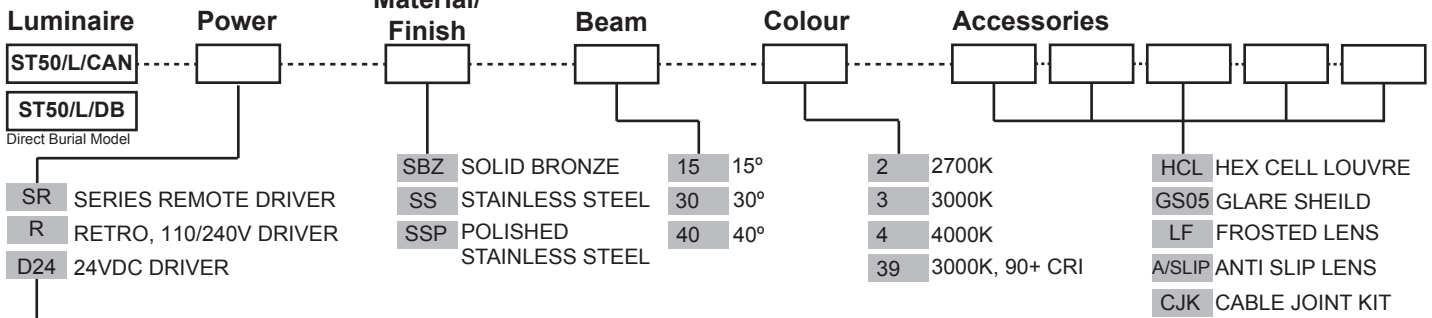 Luminaire Power Material/ Finish Beam Colour Accessories
ST50/L/CAN
ST50/L/DB
Direct Burial Model
SR SERIES REMOTE DRIVER
R RETRO, 110/240V DRIVER
D24 24VDC DRIVER
SBZ SOLID BRONZE
SS STAINLESS STEEL
SSP POLISHED
STAINLESS STEEL
15 15º
30 30º
40 40º
2 2700K
3 3000K
4 4000K
39 3000K, 90+ CRI
HCL HEX CELL LOUVRE
GS05 GLARE SHEILD
LF FROSTED LENS
A/SLIP ANTI SLIP LENS
CJK CABLE JOINT KIT